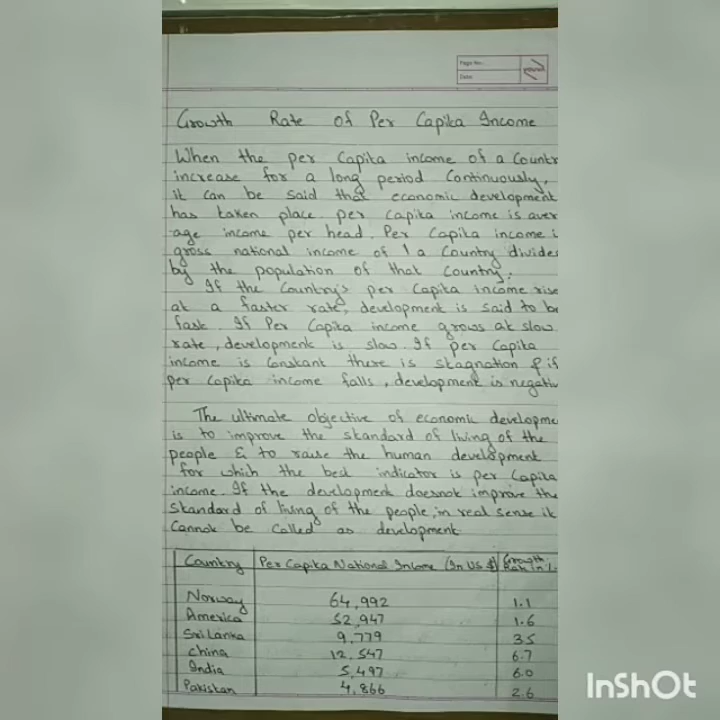 Page No.:
Date:
YOUVA
Growth Rate of Per Capita Income
When the per capita income of a Countr
increase for a long period Continuously,
it can be said that economic development
has taken place. per capita income is aver
age income per head. Per Capita income i
gross national income of 1 a Country divides
by the population of that Country.
If the Country's per Capita income rise
at a faster rate, development is said to be
fast. If Per Capita income grows at slow
rate, development is slow. If per Capita
income is Constant there is stagnation & if
per Capita income falls, development is negativ
The ultimate objective of economic developme
is to improve the standard of living of the
people & to raise the human development
for which the best indicator is per Capita
income. If the development doesnot improve the
standard of living of the people, in real sense it
Cannot be called as development
Country Per Capita National Income (In US $) Growth Rate in %
Norway 64,992 1.1
America 52,947 1.6
Sri Lanka 9,779 35
China 12,547 6.7
India 5,497 6.0
Pakistan 4,866 2.6
InShOt